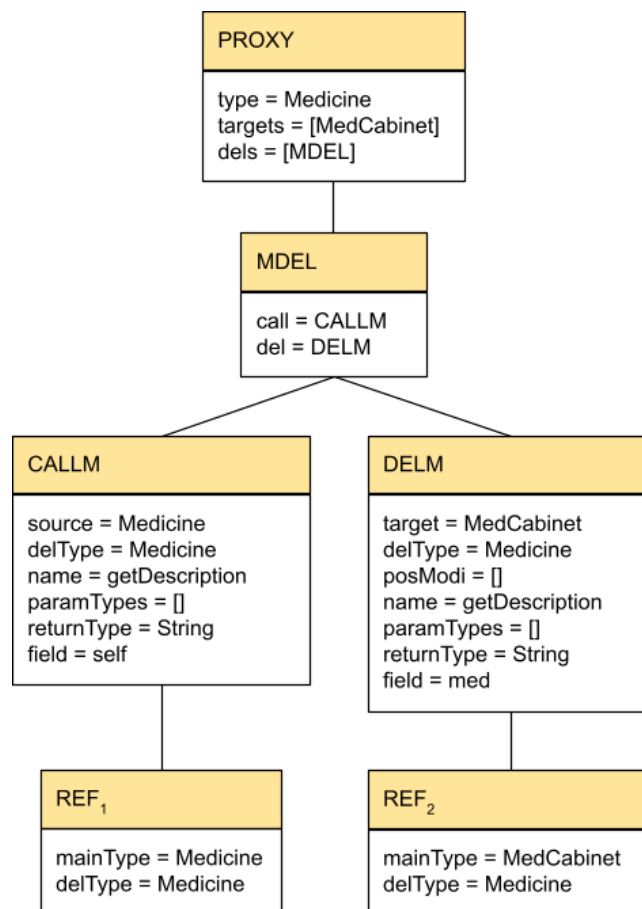 PROXY
type = Medicine
targets = [MedCabinet]
dels = [MDEL]
MDEL
call = CALLM
del = DELM
CALLM
source = Medicine
delType = Medicine
name = getDescription
paramTypes = []
returnType = String
field = self
DELM
target = MedCabinet
delType = Medicine
posModi = []
name = getDescription
paramTypes = []
returnType = String
field = med
REF₁
mainType = Medicine
delType = Medicine
REF₂
mainType = MedCabinet
delType = Medicine